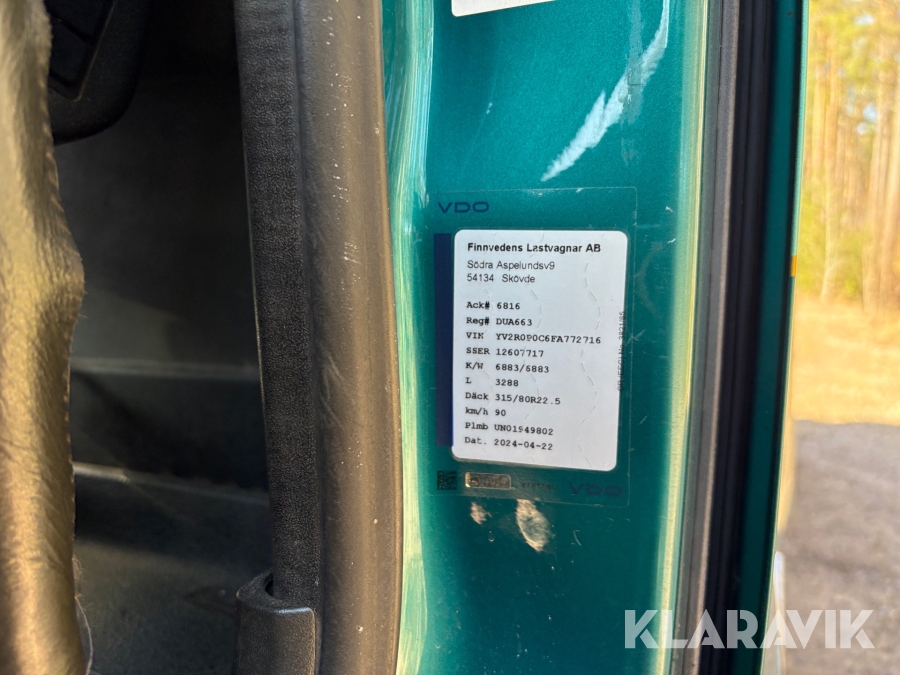 VDO
Finnvedens Lastvagnar AB
Södra Aspelundsv9
54134 Skövde
Ack# 6816
Reg# DUA663
VIN YV2R0P0C6FA772716
SSER 12607717
K/W 6883/6883
L 3288
Däck 315/80R22.5
km/h 90
Plmb UN01949802
Dat. 2024-04-22
VDO
KLARAVIK